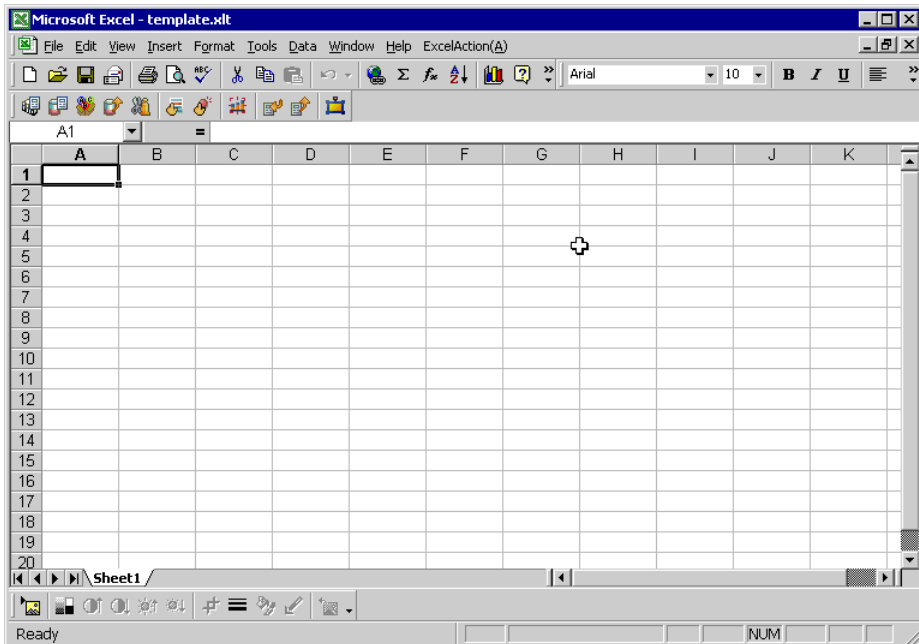 Microsoft Excel - template.xlt
File Edit View Insert Format Tools Data Window Help ExcelAction(A)
ABC Σ fx A Z Arial 10 B I U
A1 =
A B C D E F G H I J K
1
2
3
4
5
6
7
8
9
10
11
12
13
14
15
16
17
18
19
20
Sheet1
Ready NUM